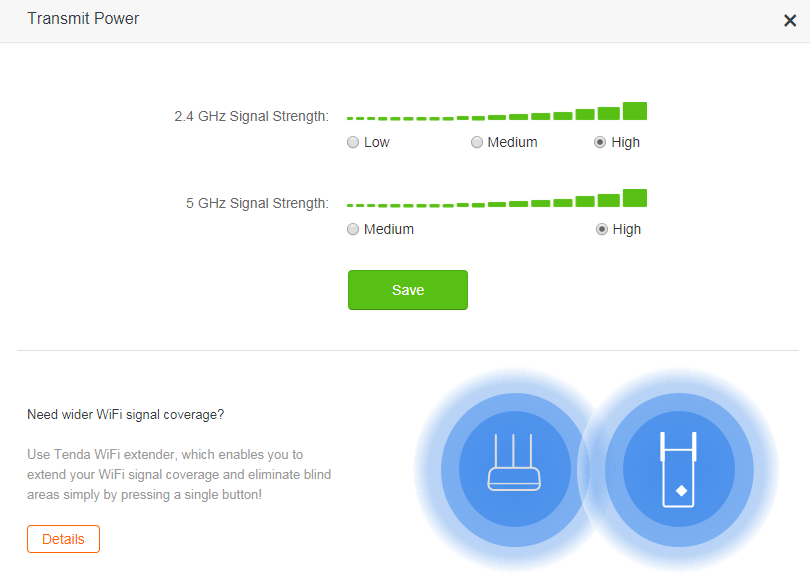 Transmit Power
2.4 GHz Signal Strength:
Low Medium High
5 GHz Signal Strength:
Medium High
Save
Need wider WiFi signal coverage?
Use Tenda WiFi extender, which enables you to
extend your WiFi signal coverage and eliminate blind
areas simply by pressing a single button!
Details